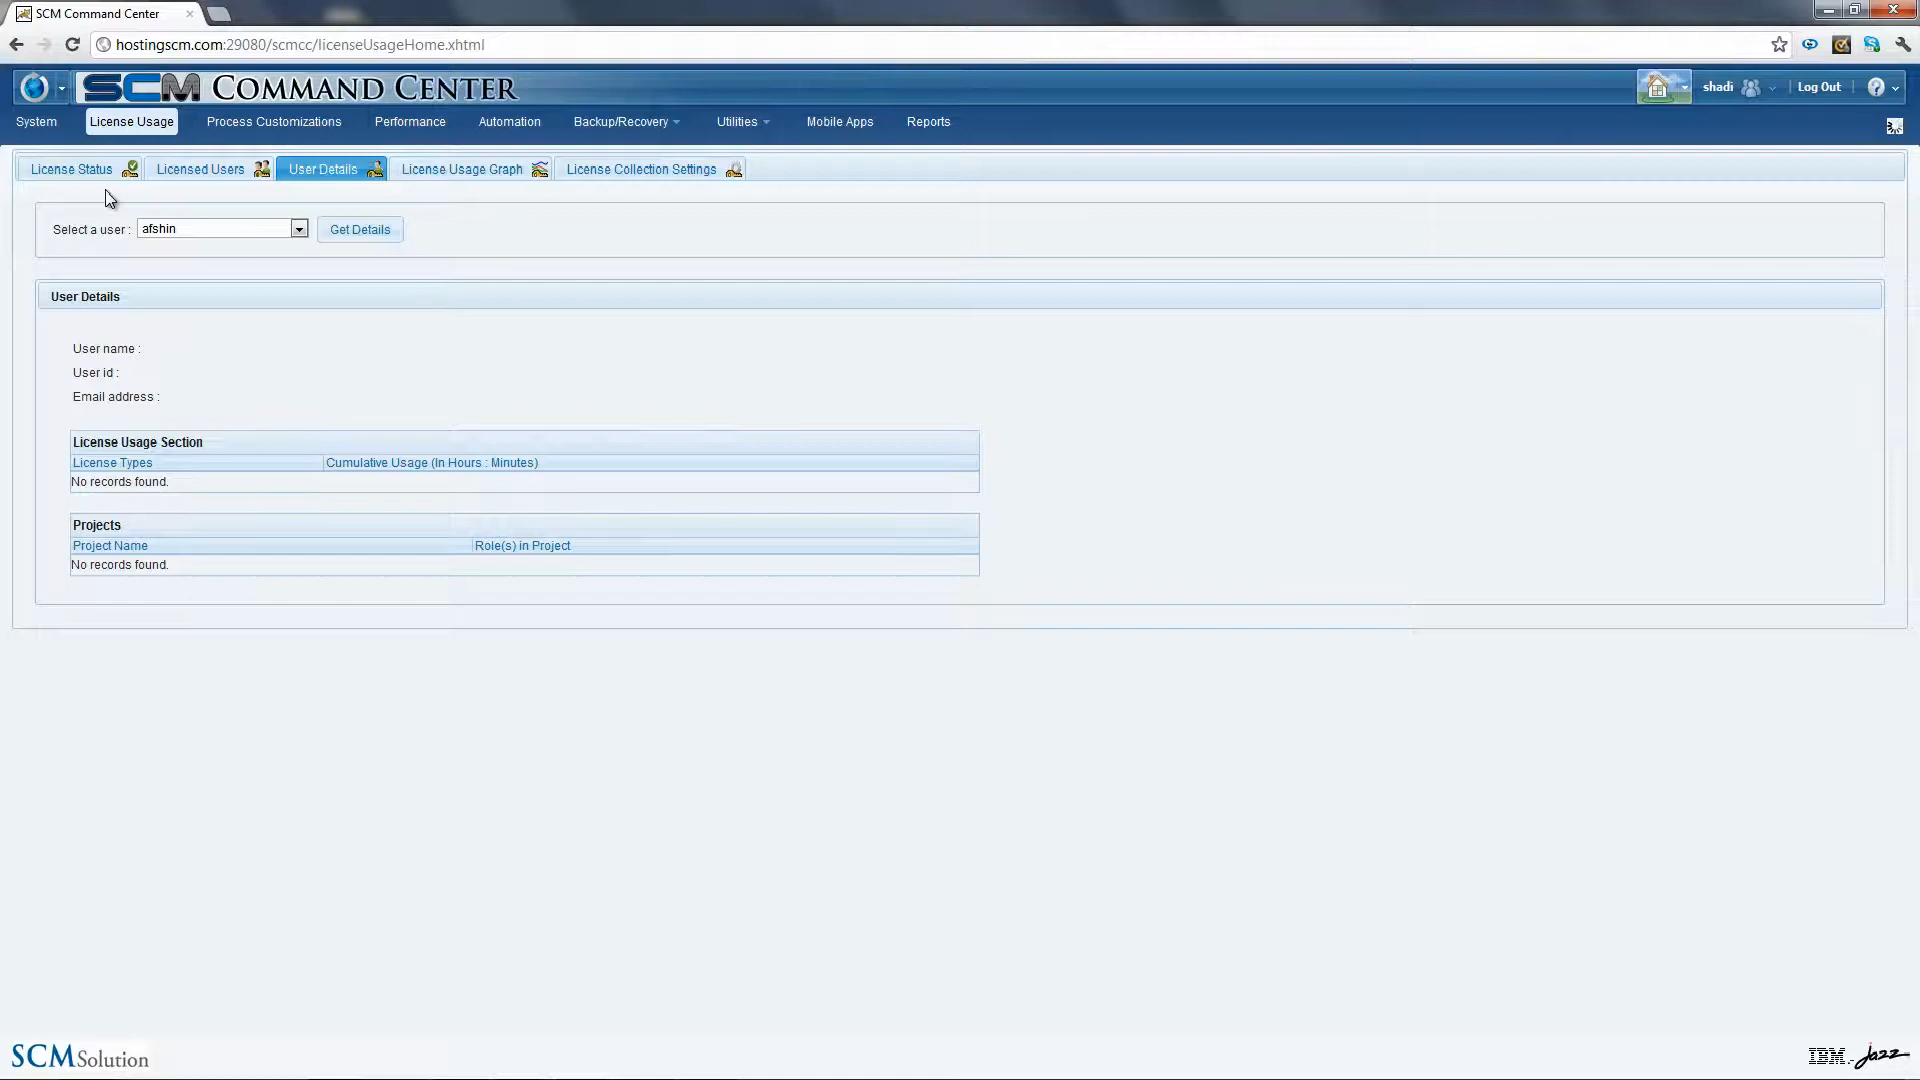 SCM Command Center
hostingscm.com:29080/scmcc/licenseUsageHome.xhtml
SCM COMMAND CENTER
shadi
Log Out
System
License Usage
Process Customizations
Performance
Automation
Backup/Recovery
Utilities
Mobile Apps
Reports
License Status
Licensed Users
User Details
License Usage Graph
License Collection Settings
Select a user :
afshin
Get Details
User Details
User name :
User id :
Email address :
License Usage Section
License Types
Cumulative Usage (In Hours : Minutes)
No records found.
Projects
Project Name
Role(s) in Project
No records found.
SCM Solution
IBM. Jazz